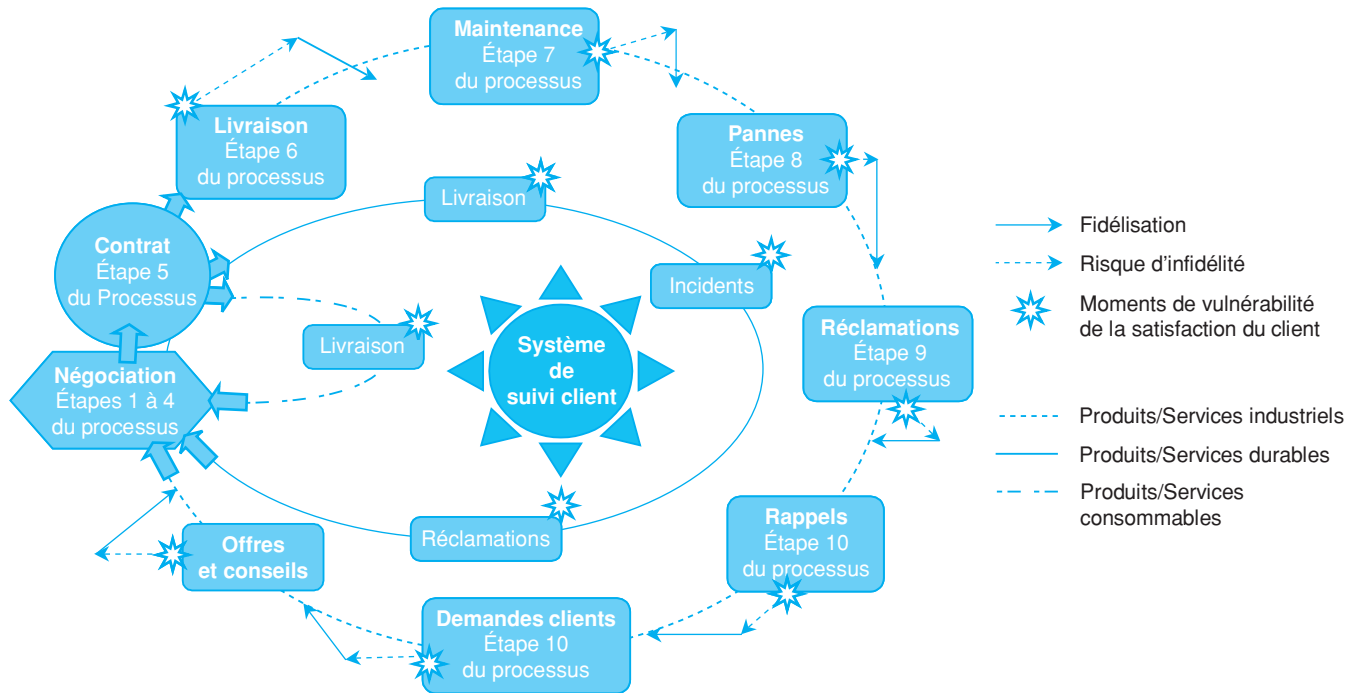 Maintenance
Étape 7
du processus
Livraison
Étape 6
du processus
Pannes
Étape 8
du processus
Livraison
Contrat
Étape 5
du Processus
Incidents
Livraison
Système
de
suivi client
Réclamations
Étape 9
du processus
Négociation
Étapes 1 à 4
du processus
Rappels
Étape 10
du processus
Réclamations
Offres
et conseils
Demandes clients
Étape 10
du processus
Fidélisation
Risque d'infidélité
Moments de vulnérabilité
de la satisfaction du client
Produits/Services industriels
Produits/Services durables
Produits/Services
consommables